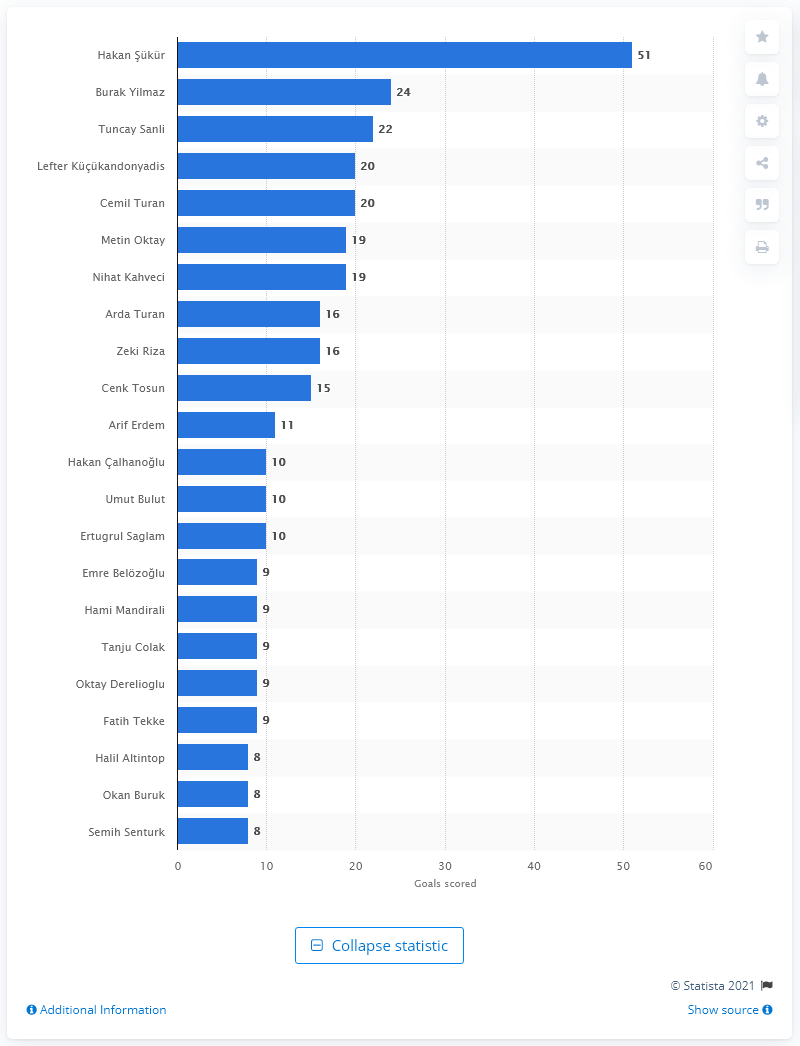 Hakan Şükür 51
Burak Yilmaz 24
Tuncay Sanli 22
Lefter Küçükandonyadis 20
Cemil Turan 20
Metin Oktay 19
Nihat Kahveci 19
Arda Turan 16
Zeki Riza 16
Cenk Tosun 15
Arif Erdem 11
Hakan Çalhanoğlu 10
Umut Bulut 10
Ertugrul Saglam 10
Emre Belözoğlu 9
Hami Mandirali 9
Tanju Colak 9
Oktay Derelioglu 9
Fatih Tekke 9
Halil Altintop 8
Okan Buruk 8
Semih Senturk 8
0 10 20 30 40 50 60
Goals scored
Collapse statistic
© Statista 2021
Additional Information Show source